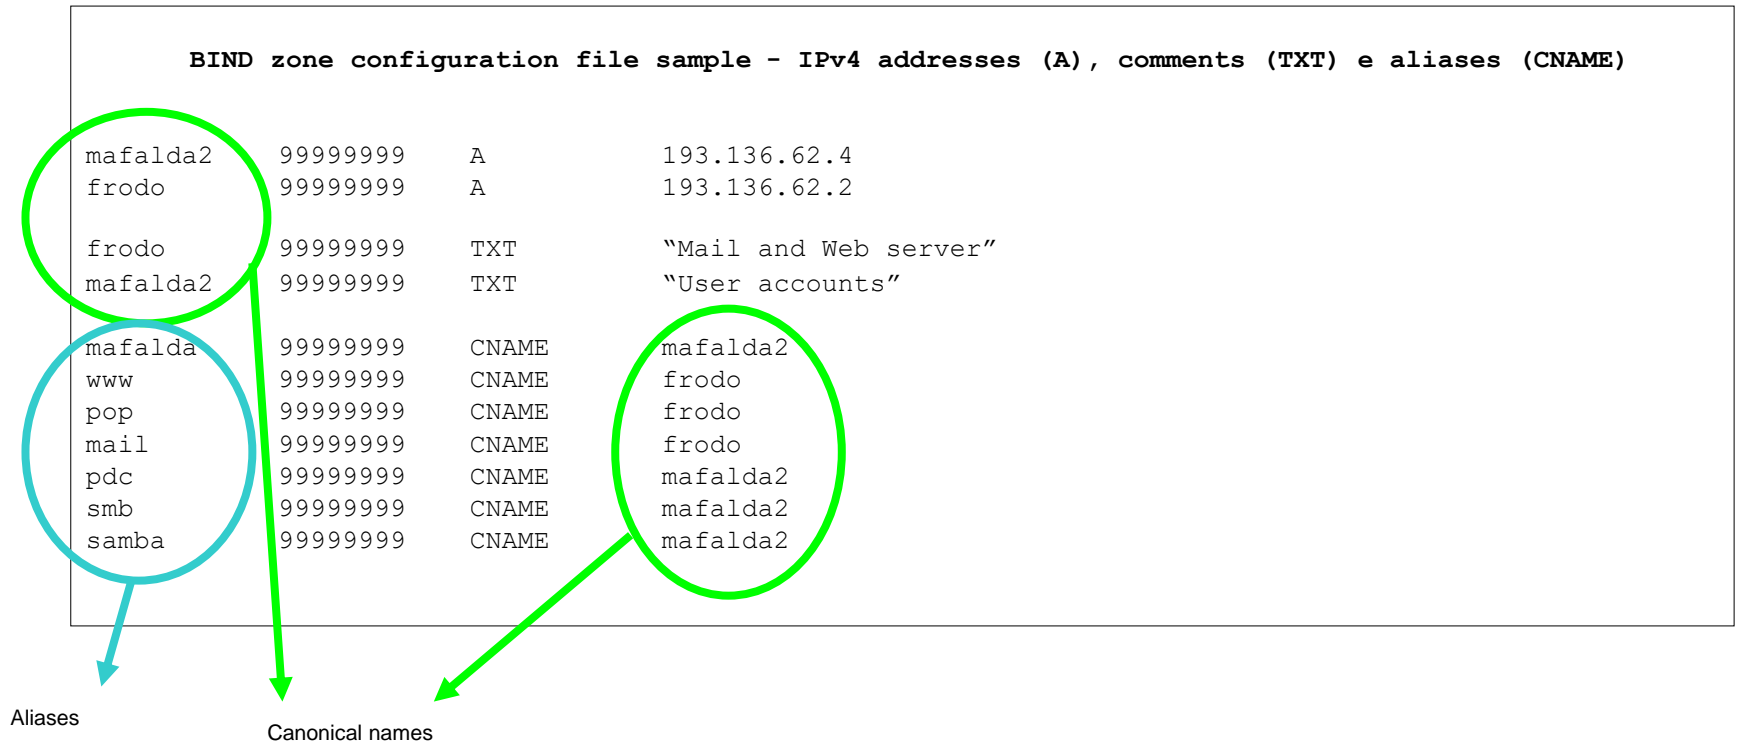 BIND zone configuration file sample - IPv4 addresses (A), comments (TXT) e aliases (CNAME)
mafalda2 99999999 A 193.136.62.4
frodo 99999999 A 193.136.62.2
frodo 99999999 TXT “Mail and Web server”
mafalda2 99999999 TXT “User accounts”
mafalda 99999999 CNAME mafalda2
www 99999999 CNAME frodo
pop 99999999 CNAME frodo
mail 99999999 CNAME frodo
pdc 99999999 CNAME mafalda2
smb 99999999 CNAME mafalda2
samba 99999999 CNAME mafalda2
Aliases
Canonical names